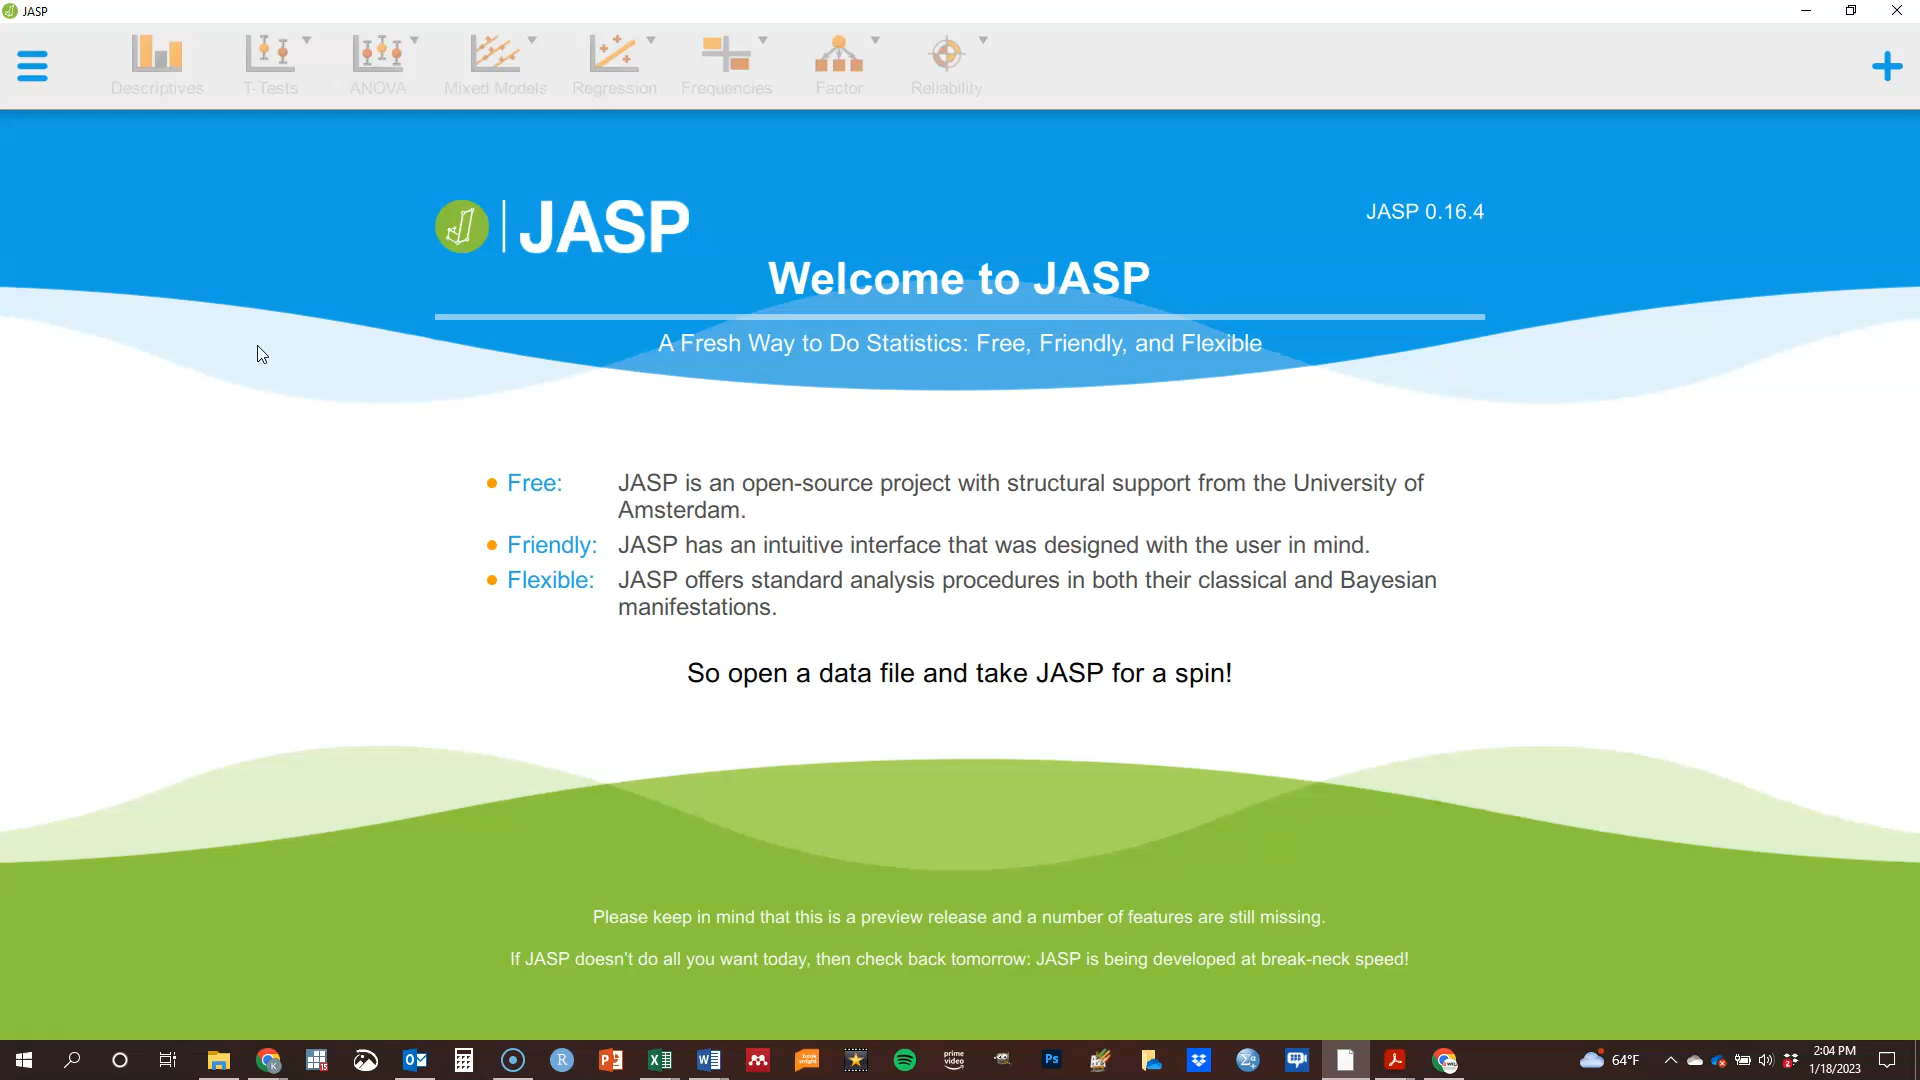 JASP
Descriptives T-Tests ANOVA Mixed Models Regression Frequencies Factor Reliability
JASP
JASP 0.16.4
Welcome to JASP
A Fresh Way to Do Statistics: Free, Friendly, and Flexible
Free: JASP is an open-source project with structural support from the University of
Amsterdam.
Friendly: JASP has an intuitive interface that was designed with the user in mind.
Flexible: JASP offers standard analysis procedures in both their classical and Bayesian
manifestations.
So open a data file and take JASP for a spin!
Please keep in mind that this is a preview release and a number of features are still missing.
If JASP doesn't do all you want today, then check back tomorrow: JASP is being developed at break-neck speed!
prime
video
Ps
64°F
2:04 PM
1/18/2023